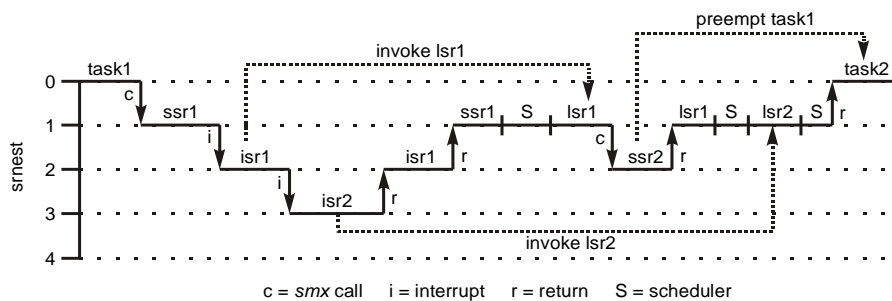 preempt task1
invoke lsr1
0 task1 task2
c r
1 ssr1 ssr1 S lsr1 lsr1 S lsr2 S
i r c r
srnest
2 isr1 isr1 ssr2
i r
3 isr2
invoke lsr2
4
c = smx call i = interrupt r = return S = scheduler